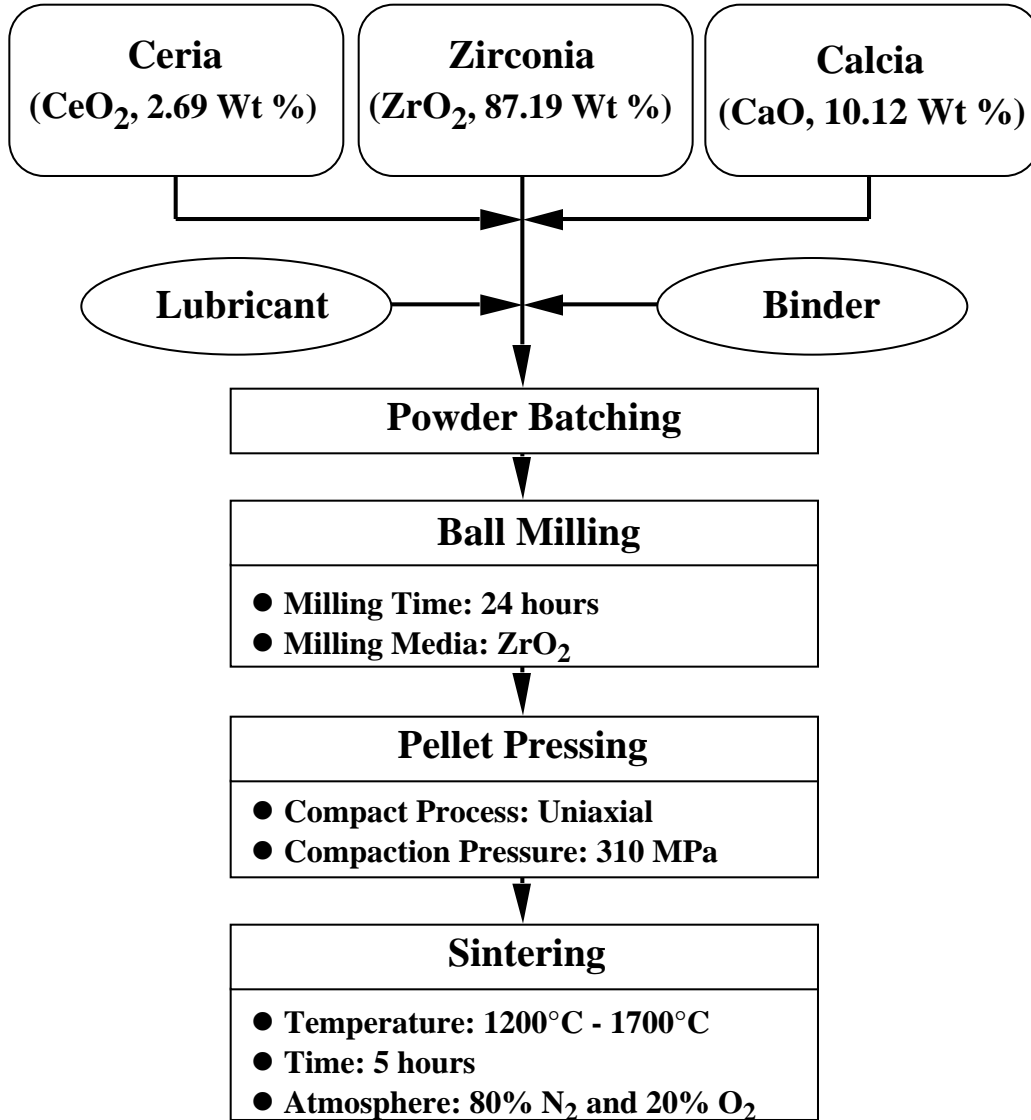 Ceria
(CeO₂, 2.69 Wt %)
Zirconia
(ZrO₂, 87.19 Wt %)
Calcia
(CaO, 10.12 Wt %)
Lubricant
Binder
Powder Batching
Ball Milling
● Milling Time: 24 hours
● Milling Media: ZrO₂
Pellet Pressing
● Compact Process: Uniaxial
● Compaction Pressure: 310 MPa
Sintering
● Temperature: 1200°C - 1700°C
● Time: 5 hours
● Atmosphere: 80% N₂ and 20% O₂